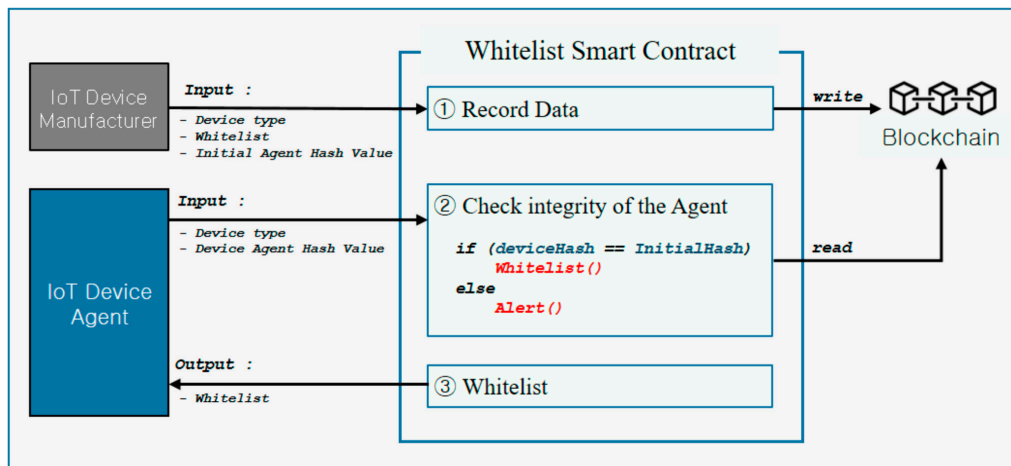 Whitelist Smart Contract
IoT Device
Manufacturer
Input :
- Device type
- Whitelist
- Initial Agent Hash Value
① Record Data
write
Blockchain
IoT Device
Agent
Input :
- Device type
- Device Agent Hash Value
② Check integrity of the Agent
if (deviceHash == InitialHash)
Whitelist()
else
Alert()
read
Output :
- Whitelist
③ Whitelist